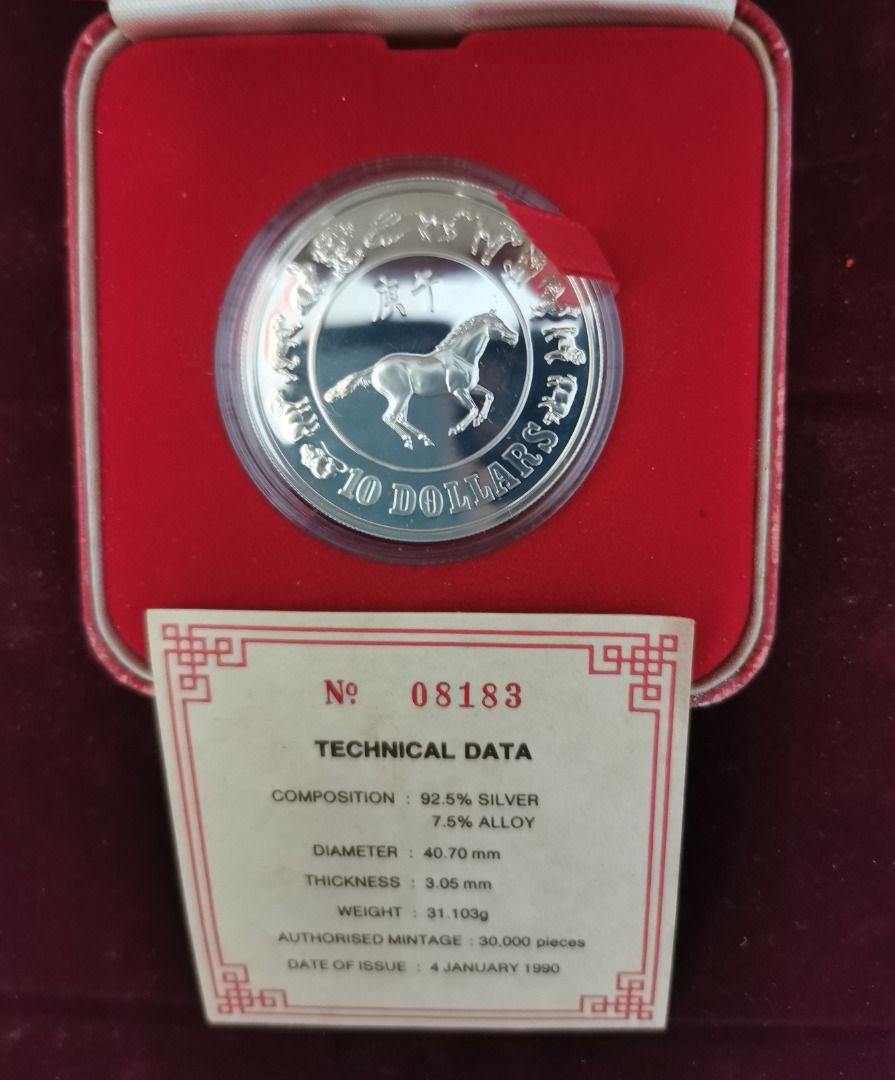 庚午
10 DOLLARS
Nº 08183
TECHNICAL DATA
COMPOSITION : 92.5% SILVER
7.5% ALLOY
DIAMETER : 40.70 mm
THICKNESS : 3.05 mm
WEIGHT : 31.103g
AUTHORISED MINTAGE : 30,000 pieces
DATE OF ISSUE : 4 JANUARY 1990